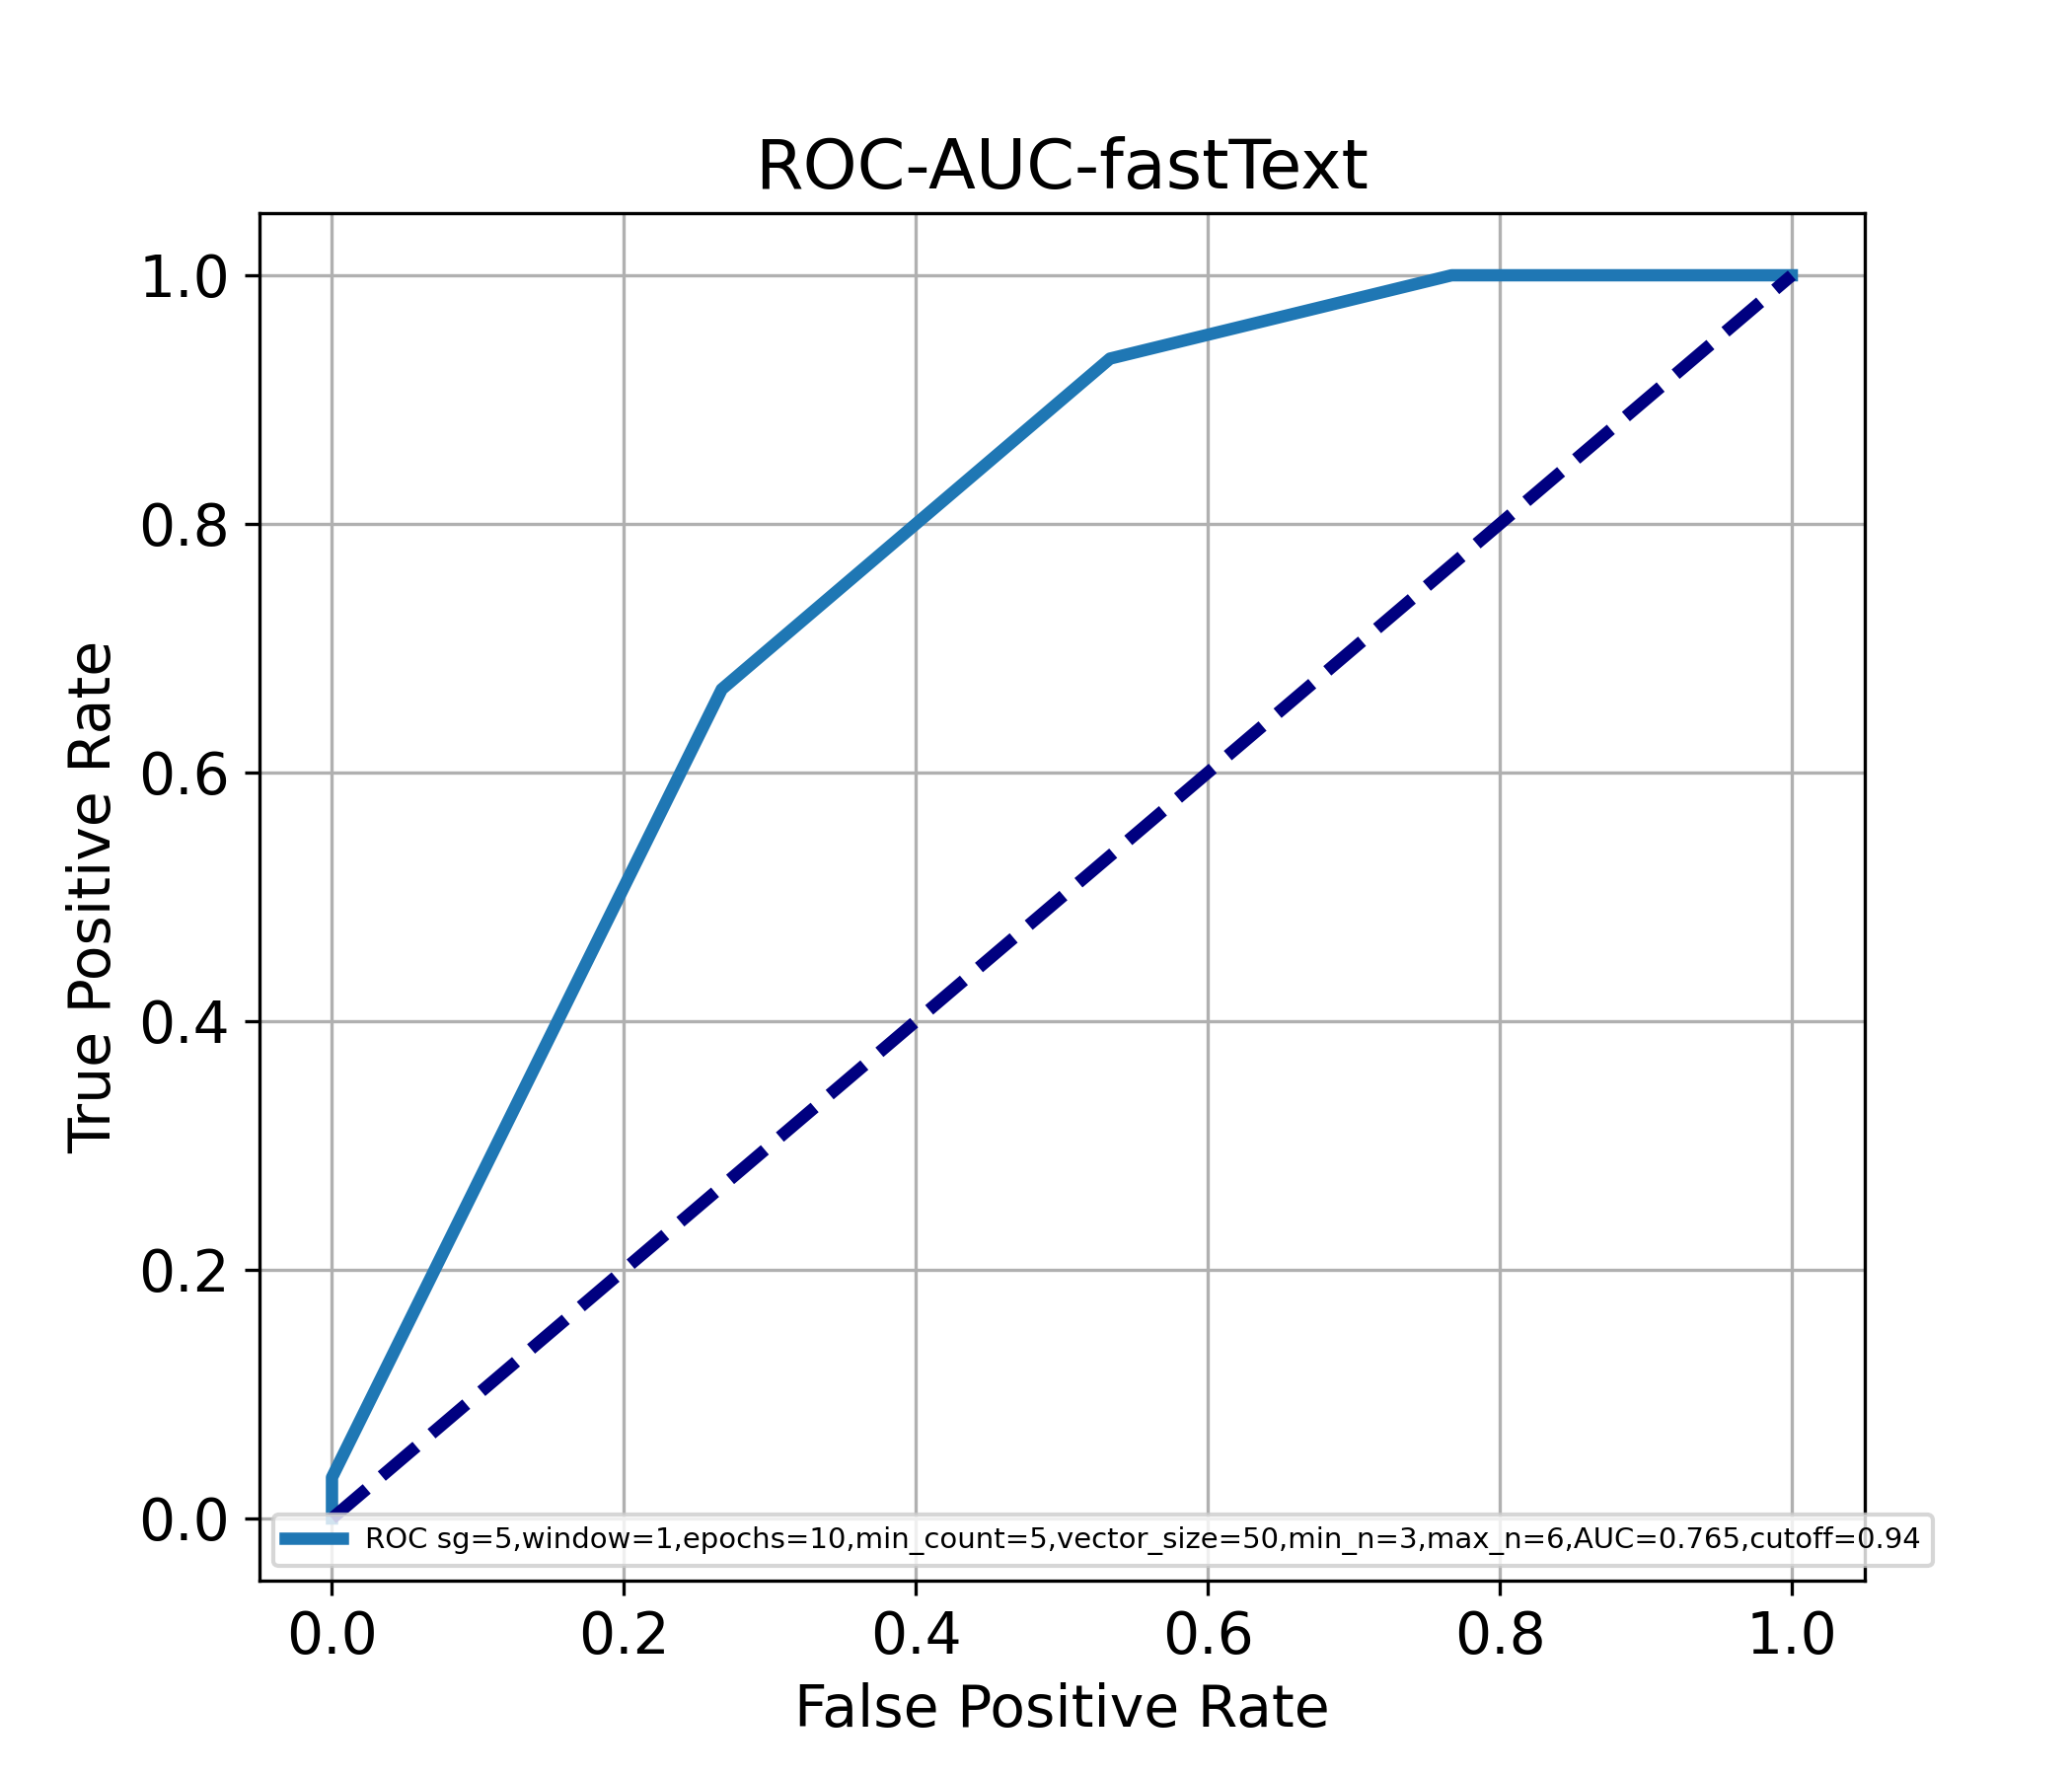 ROC-AUC-fastText
True Positive Rate
1.0
0.8
0.6
0.4
0.2
0.0
ROC sg=5,window=1,epochs=10,min_count=5,vector_size=50,min_n=3,max_n=6,AUC=0.765,cutoff=0.94
0.0 0.2 0.4 0.6 0.8 1.0
False Positive Rate